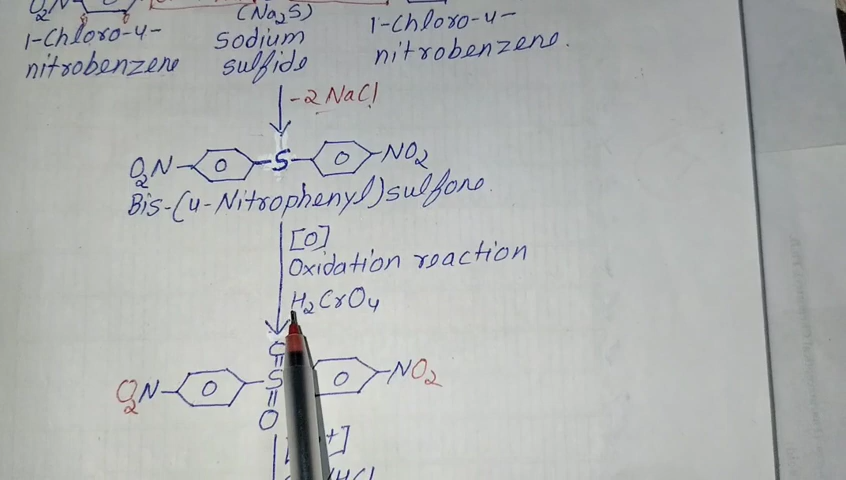 O₂N
(Na₂S)
1-Chloro-4- Sodium 1-Chloro-4-
nitrobenzene sulfide nitrobenzene.
-2 NaCl
O₂N S NO₂
Bis-(4-Nitrophenyl) sulfone.
[O]
Oxidation reaction
H₂CrO₄
O
O₂N S NO₂
O